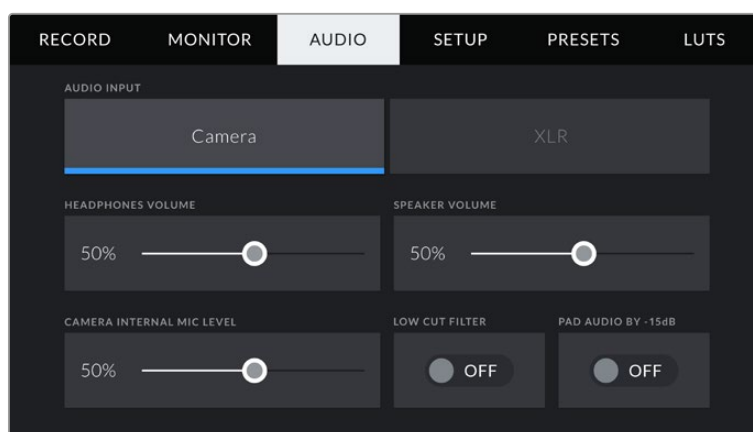 RECORD MONITOR AUDIO SETUP PRESETS LUTS
AUDIO INPUT
Camera XLR
HEADPHONES VOLUME SPEAKER VOLUME
50% 50%
CAMERA INTERNAL MIC LEVEL LOW CUT FILTER PAD AUDIO BY -15dB
50% OFF OFF